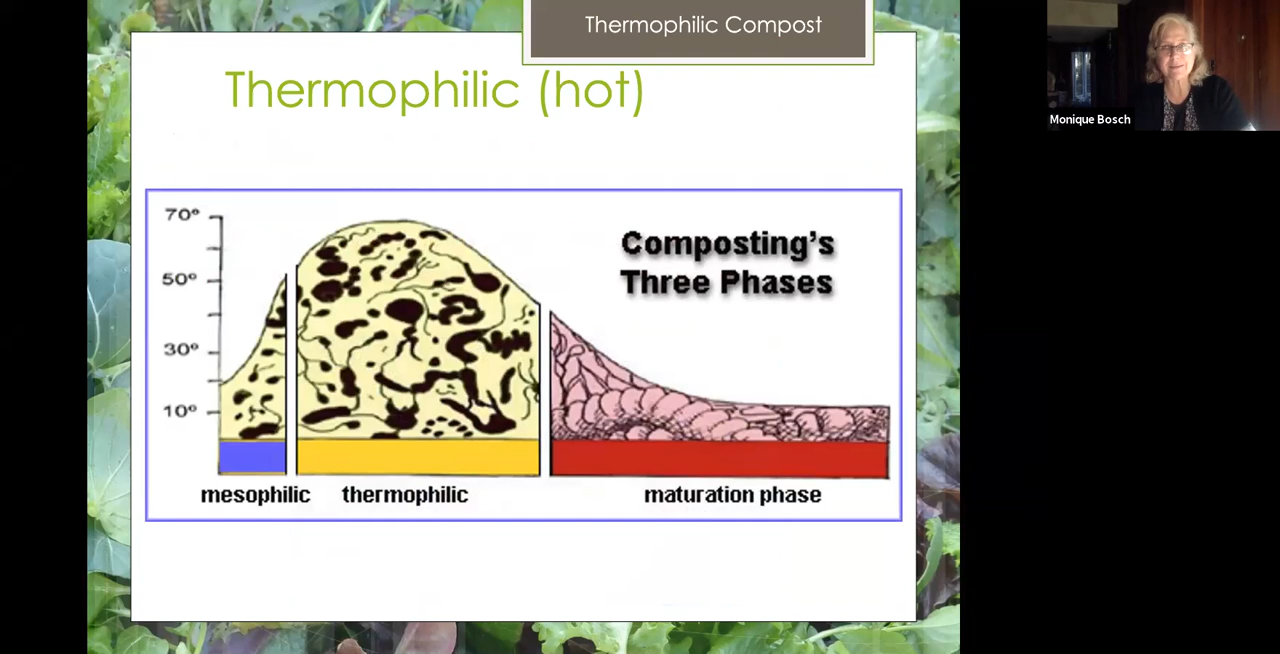 Thermophilic Compost
Thermophilic (hot)
Monique Bosch
70°
50°
30°
10°
Composting's
Three Phases
mesophilic
thermophilic
maturation phase